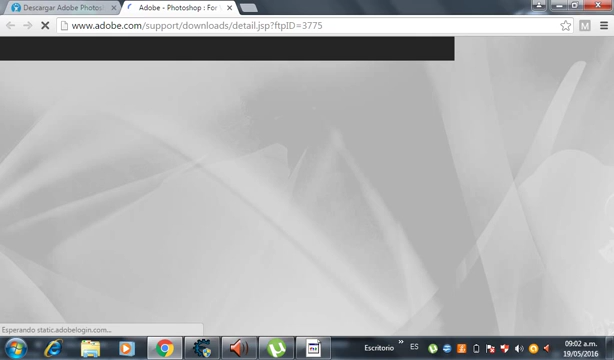 Descargar Adobe Photosh
Adobe - Photoshop : For W
www.adobe.com/support/downloads/detail.jsp?ftpID=3775
M
Esperando static.adobelogin.com...
Escritorio
ES
09:02 a.m.
19/05/2016